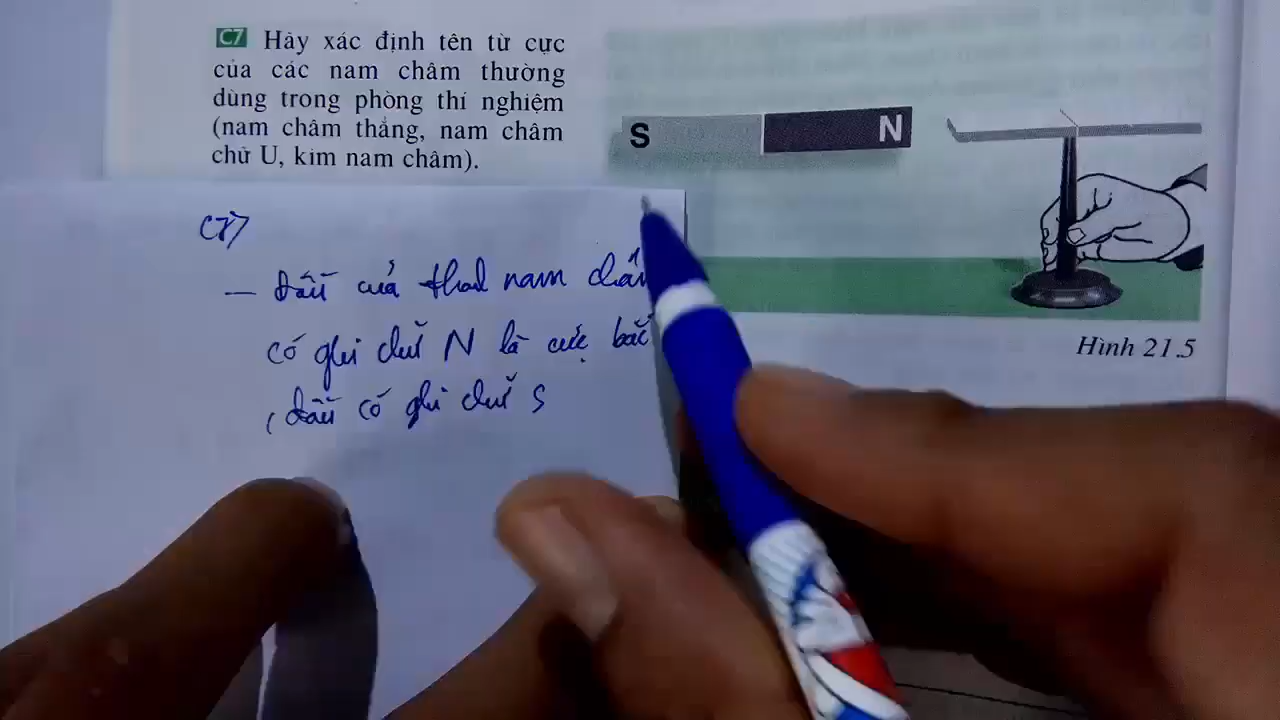 C7 Hãy xác định tên từ cực
của các nam châm thường
dùng trong phòng thí nghiệm
(nam châm thẳng, nam châm
chữ U, kim nam châm).
S N
Hình 21.5
C7)
– đầu của thanh nam
có ghi chữ N là cực bắc
, đầu có ghi chữ S